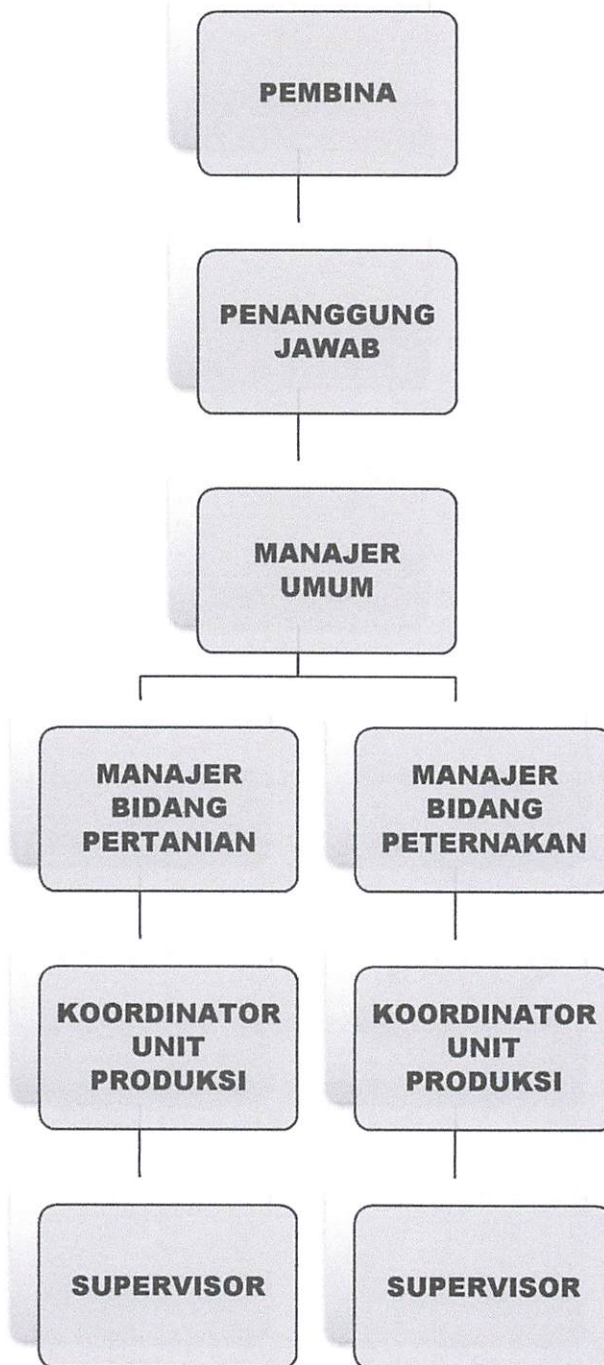 PEMBINA
PENANGGUNG
JAWAB
MANAJER
UMUM
MANAJER
BIDANG
PERTANIAN
MANAJER
BIDANG
PETERNAKAN
KOORDINATOR
UNIT
PRODUKSI
KOORDINATOR
UNIT
PRODUKSI
SUPERVISOR
SUPERVISOR